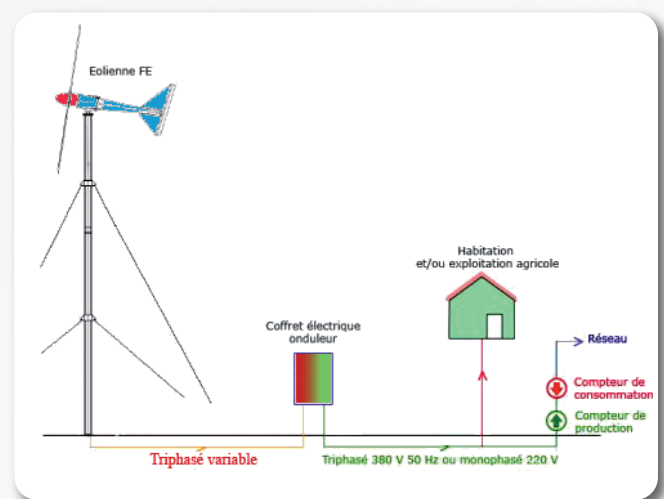 Eolienne FE
Habitation
et/ou exploitation agricole
Coffret électrique
onduleur
Réseau
Compteur de
consommation
Compteur de
production
Triphasé variable
Triphasé 380 V 50 Hz ou monophasé 220 V